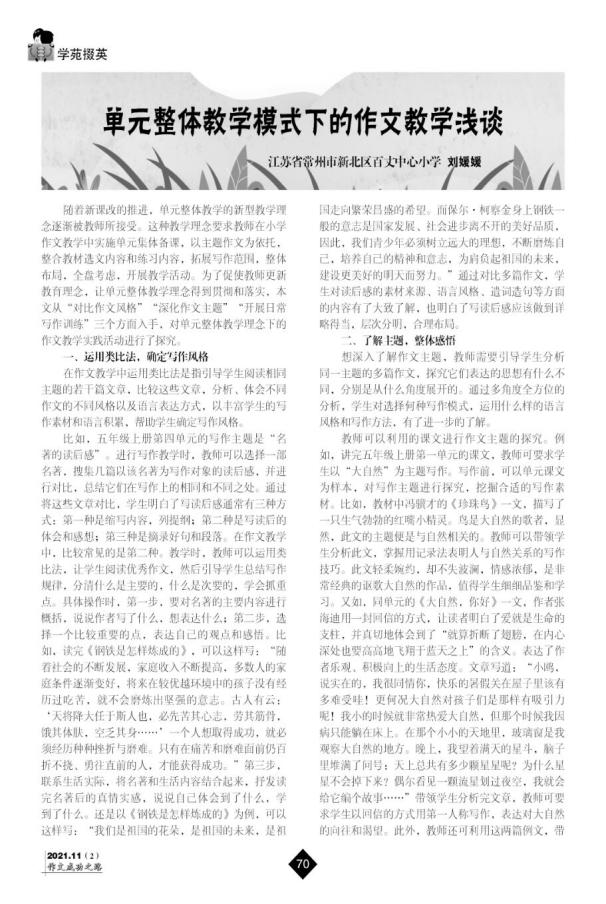 学苑掇英
单元整体教学模式下的作文教学浅谈
江苏省常州市新北区百丈中心小学 刘媛媛
随着新课改的推进，单元整体教学的新型教学理
念逐渐被教师所接受。这种教学理念要求教师在小学
作文教学中实施单元集体备课，以主题作文为依托，
整合教材选文内容和练习内容，拓展写作范围，整体
布局，全盘考虑，开展教学活动。为了促使教师更新
教育理念，让单元整体教学理念得到贯彻和落实，本
文从“对比作文风格”“深化作文主题”“开展日常
写作训练”三个方面入手，对单元整体教学理念下的
作文教学实践活动进行了探究。
一、运用类比法，确定写作风格
在作文教学中运用类比法是指引导学生阅读相同
主题的若干篇文章，比较这些文章，分析、体会不同
作文的不同风格以及语言表达方式，以丰富学生的写
作素材和语言积累，帮助学生确定写作风格。
比如，五年级上册第四单元的写作主题是“名
著的读后感”。进行写作教学时，教师可以选择一部
名著，搜集几篇以该名著为写作对象的读后感，并进
行对比，总结它们在写作上的相同和不同之处。通过
将这些文章对比，学生明白了写读后感通常有三种方
式：第一种是缩写内容，列提纲；第二种是写读后的
体会和感想；第三种是摘录好句和段落。在作文教学
中，比较常见的是第二种。教学时，教师可以运用类
比法，让学生阅读优秀作文，然后引导学生总结写作
规律，分清什么是主要的，什么是次要的，学会抓重
点。具体操作时，第一步，要对名著的主要内容进行
概括，说说作者写了什么，想表达什么；第二步，选
择一个比较重要的点，表达自己的观点和感悟。比
如，读完《钢铁是怎样炼成的》，可以这样写：“随
着社会的不断发展，家庭收入不断提高，多数人的家
庭条件逐渐变好，将来在较优越环境中的孩子没有经
历过吃苦，就不会磨炼出坚强的意志。古人有云：
‘天将降大任于斯人也，必先苦其心志，劳其筋骨，
饿其体肤，空乏其身……’一个人想取得成功，就必
须经历种种挫折与磨难。只有在痛苦和磨难面前仍百
折不挠、勇往直前的人，才能获得成功。”第三步，
联系生活实际，将名著和生活内容结合起来，抒发读
完名著后的真情实感，说说自己体会到了什么，学
到了什么。还是以《钢铁是怎样炼成的》为例，可以
这样写：“我们是祖国的花朵，是祖国的未来，是祖
国走向繁荣昌盛的希望。而保尔·柯察金身上钢铁一
般的意志是国家发展、社会进步离不开的美好品质，
因此，我们青少年必须树立远大的理想，不断磨炼自
己，培养自己的精神和意志，为肩负起祖国的未来，
建设更美好的明天而努力。”通过对比多篇作文，学
生对读后感的素材来源、语言风格、遣词造句等方面
的内容有了大致了解，也明白了写读后感应该做到详
略得当，层次分明，合理布局。
二、了解主题，整体感悟
想深入了解作文主题，教师需要引导学生分析
同一主题的多篇作文，探究它们表达的思想有什么不
同，分别是从什么角度展开的。通过多角度全方位的
分析，学生对选择何种写作模式，运用什么样的语言
风格和写作方法，有了进一步的了解。
教师可以利用的课文进行作文主题的探究。例
如，讲完五年级上册第一单元的课文，教师可要求学
生以“大自然”为主题写作。写作前，可以单元课文
为样本，对写作主题进行探究，挖掘合适的写作素
材。比如，教材中冯骥才的《珍珠鸟》一文，描写了
一只生气勃勃的红嘴小精灵。鸟是大自然的歌者，显
然，此文的主题便是与自然相关的。教师可以带领学
生分析此文，掌握用记录法表明人与自然关系的写作
技巧。此文轻柔婉约，却不失波澜，情感浓郁，是非
常经典的讴歌大自然的作品，值得学生细细品鉴和学
习。又如，同单元的《大自然，你好》一文，作者张
海迪用一封回信的方式，让读者明白了爱就是生命的
支柱，并真切地体会到了“就算折断了翅膀，在内心
深处也要高高地飞翔于蓝天之上”的含义。表达了作
者乐观、积极向上的生活态度。文章写道：“小鸥，
说实在的，我很同情你，快乐的暑假关在屋子里该有
多难受哇！更何况大自然对孩子们是那样有吸引力
呢！我小的时候就非常热爱大自然，但那个时候我因
病只能躺在床上。在那个小小的天地里，玻璃窗是我
观察大自然的地方。晚上，我望着满天的星斗，脑子
里堆满了问号：天上总共有多少颗星星呢？为什么星
星不会掉下来？偶尔看见一颗流星划过夜空，我就会
给它编个故事……”带领学生分析完文章，教师可要
求学生以回信的方式用第一人称写作，表达对大自然
的向往和渴望。此外，教师还可利用这两篇例文，带
2021.11（2）
作文成功之路
70